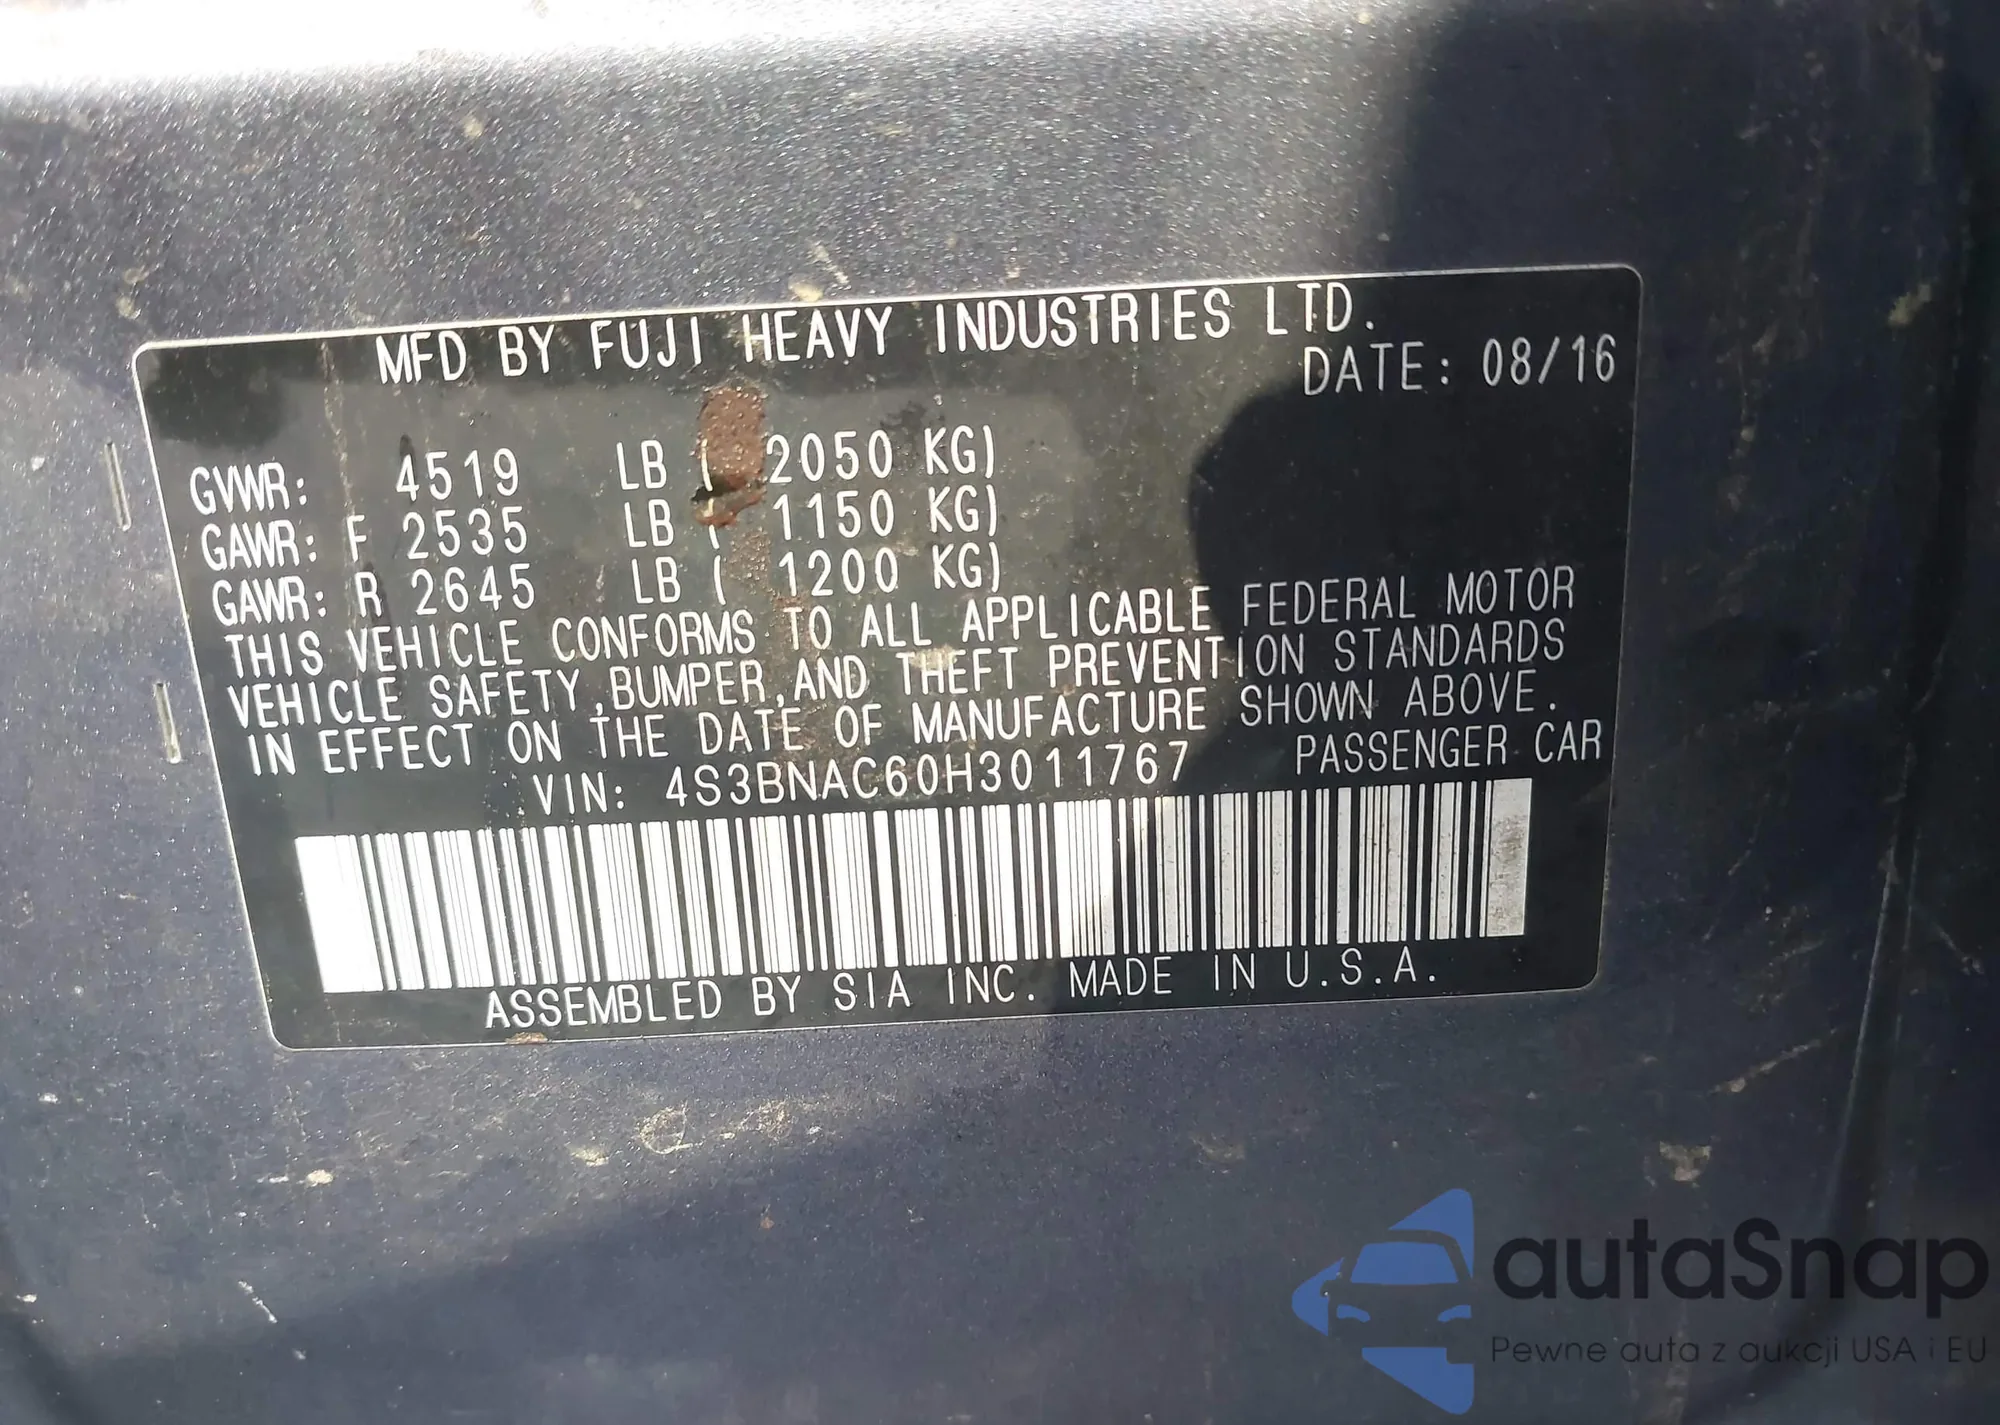 MFD BY FUJI HEAVY INDUSTRIES LTD.
DATE: 08/16
GVWR: 4519 LB ( 2050 KG)
GAWR: F 2535 LB ( 1150 KG)
GAWR: R 2645 LB ( 1200 KG)
THIS VEHICLE CONFORMS TO ALL APPLICABLE FEDERAL MOTOR
VEHICLE SAFETY,BUMPER,AND THEFT PREVENTION STANDARDS
IN EFFECT ON THE DATE OF MANUFACTURE SHOWN ABOVE.
VIN: 4S3BNAC60H3011767 PASSENGER CAR
ASSEMBLED BY SIA INC. MADE IN U.S.A.
autaSnap
Pewne auta z aukcji USA i EU